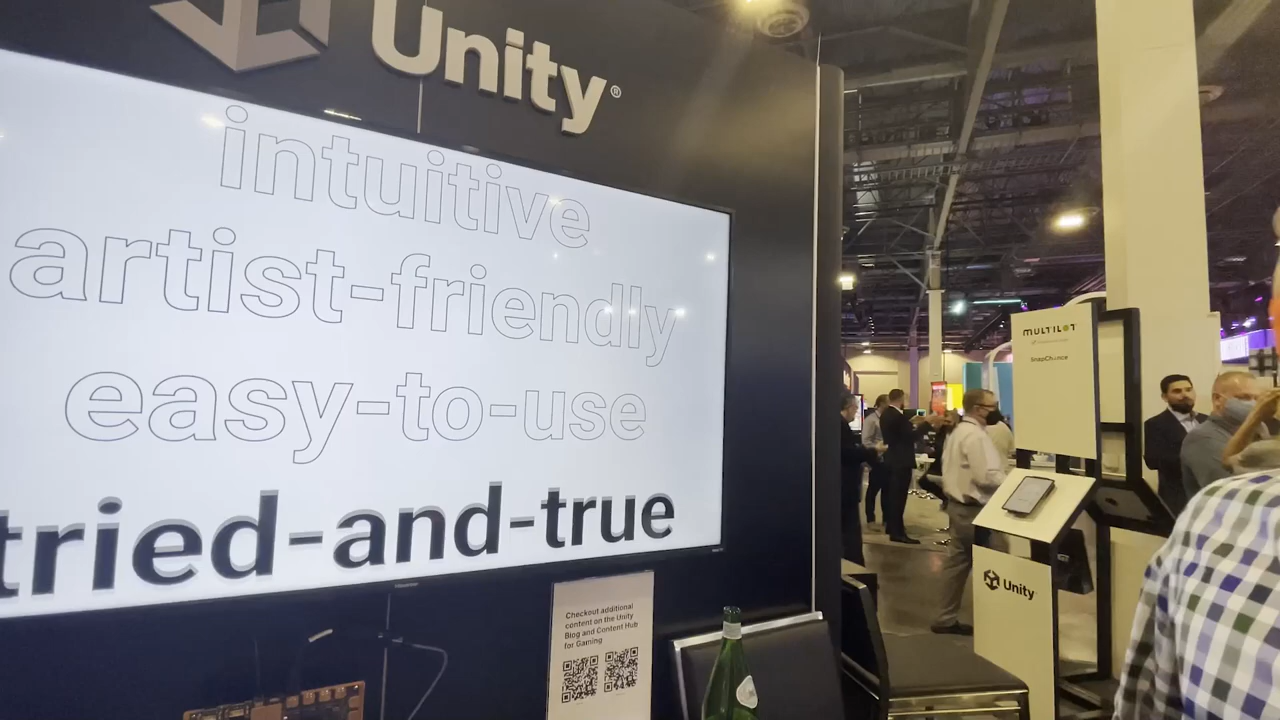 Unity®
intuitive
artist-friendly
easy-to-use
tried-and-true
Checkout additional
content on the Unity
Blog and Content Hub
for Gaming
MULTILOT
SnapChance
Unity